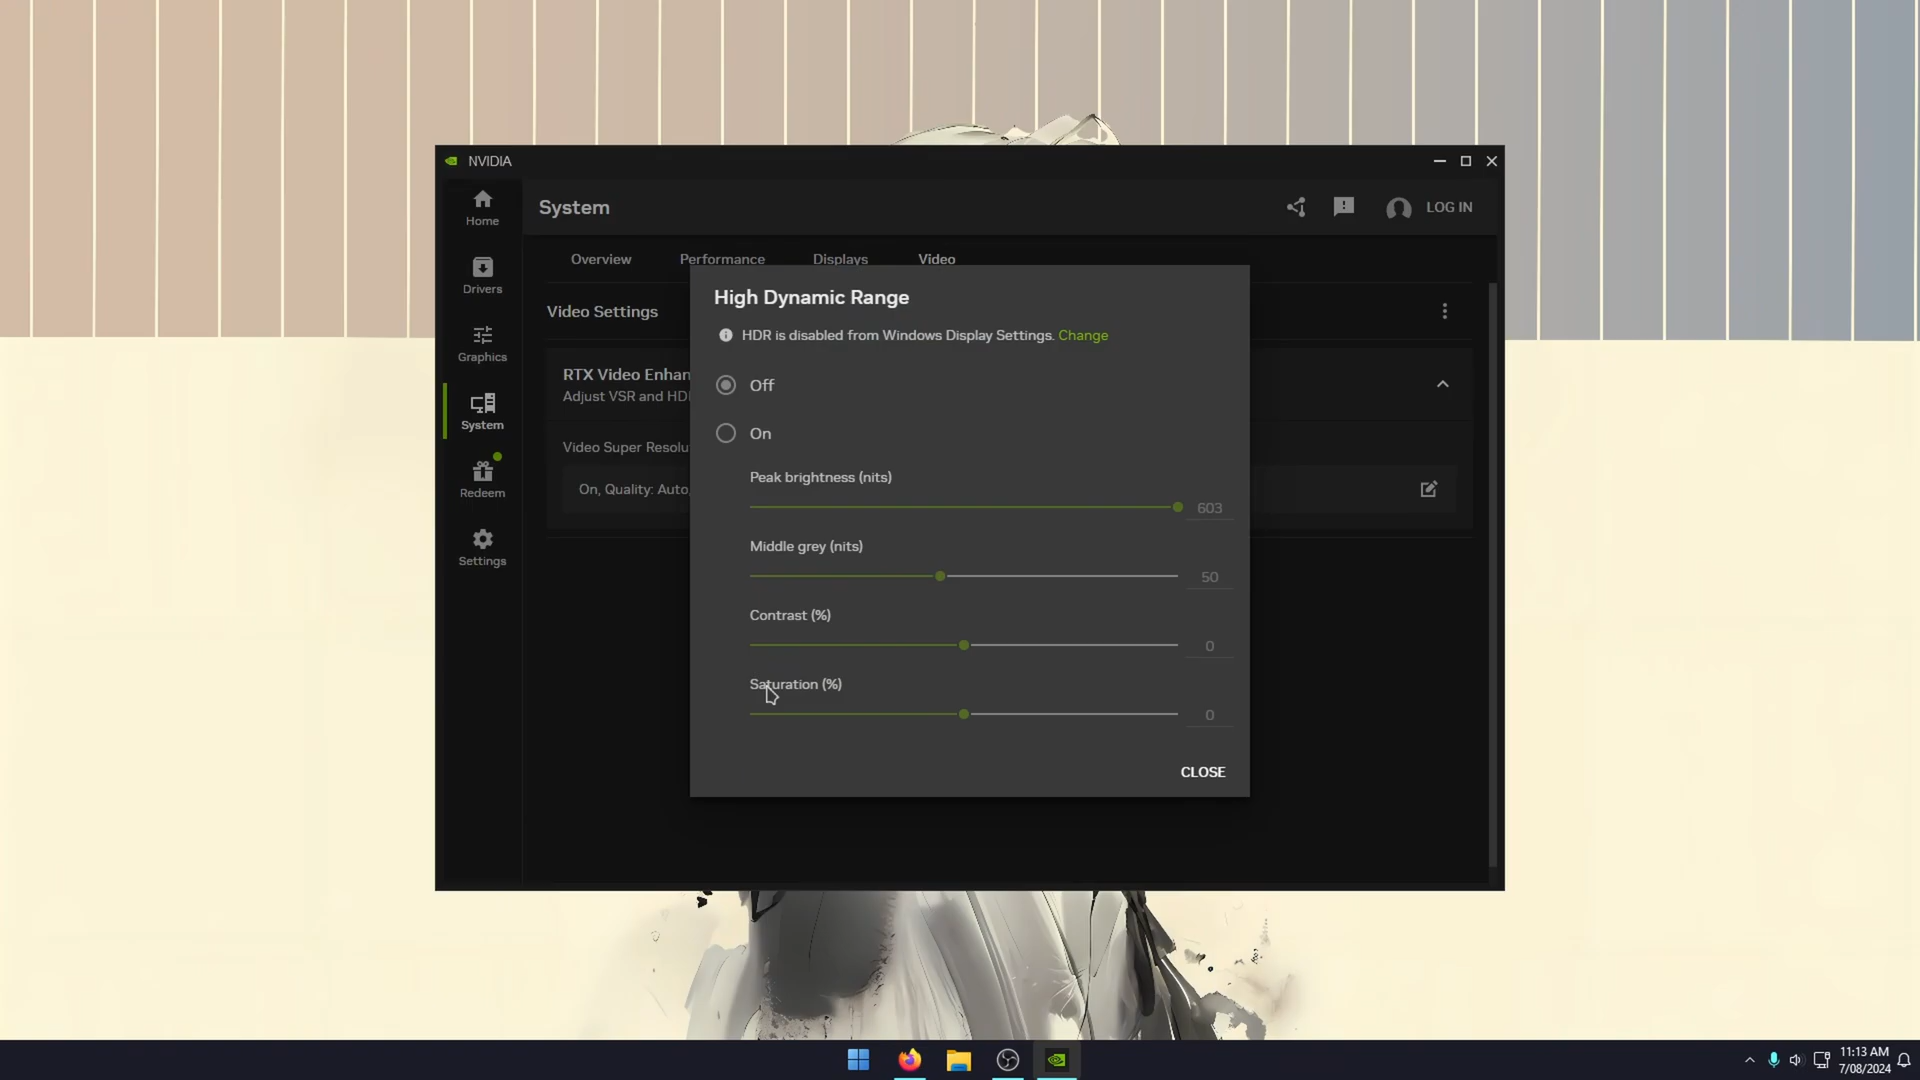 NVIDIA
System
LOG IN
Home
Drivers
Graphics
System
Redeem
Settings
Overview
Performance
Displays
Video
Video Settings
RTX Video Enhan
Adjust VSR and HD
Video Super Resolu
On, Quality: Auto,
High Dynamic Range
HDR is disabled from Windows Display Settings. Change
Off
On
Peak brightness (nits)
603
Middle grey (nits)
50
Contrast (%)
0
Saturation (%)
0
CLOSE
11:13 AM
7/08/2024